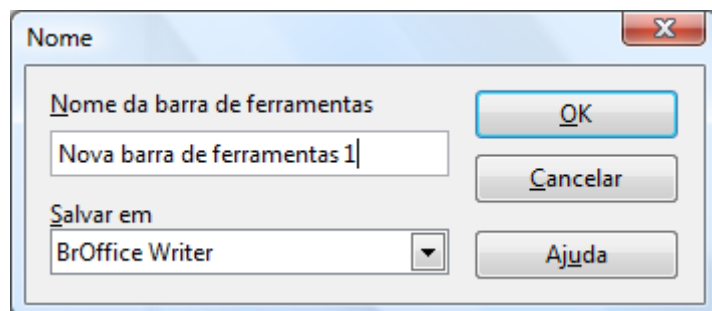 Nome
Nome da barra de ferramentas
Nova barra de ferramentas 1
Salvar em
BrOffice Writer
OK
Cancelar
Ajuda